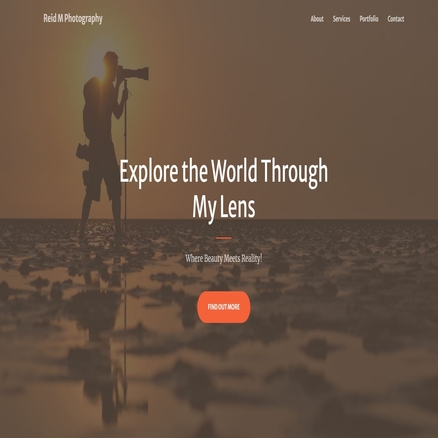 Reid M Photography
About Services Portfolio Contact
Explore the World Through
My Lens
Where Beauty Meets Reality!
FIND OUT MORE